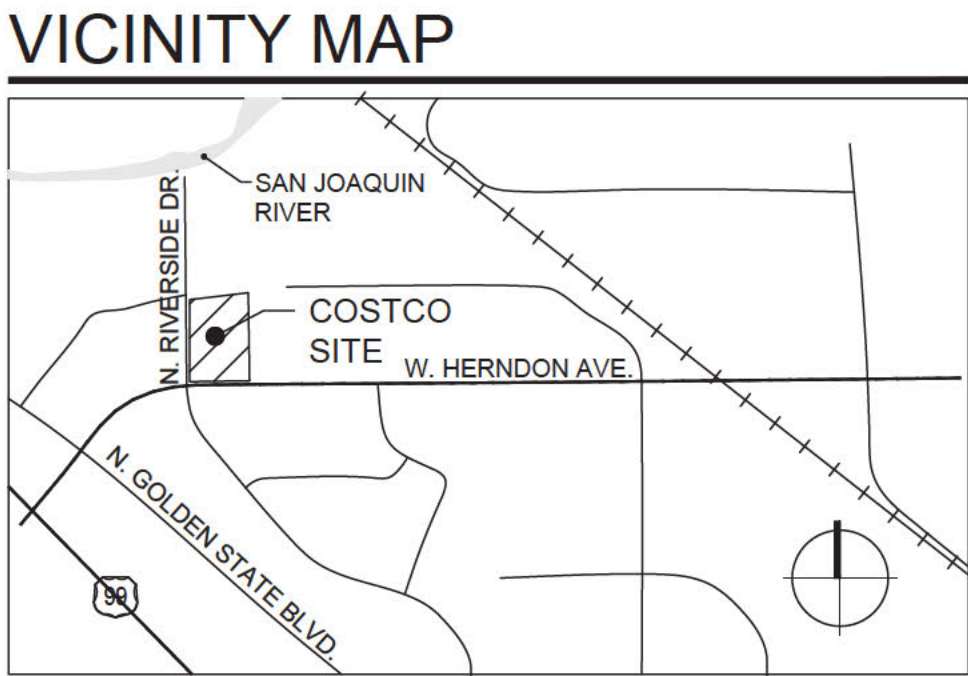 VICINITY MAP
SAN JOAQUIN
RIVER
N. RIVERSIDE DR.
COSTCO
SITE
W. HERNDON AVE.
N. GOLDEN STATE BLVD.
99